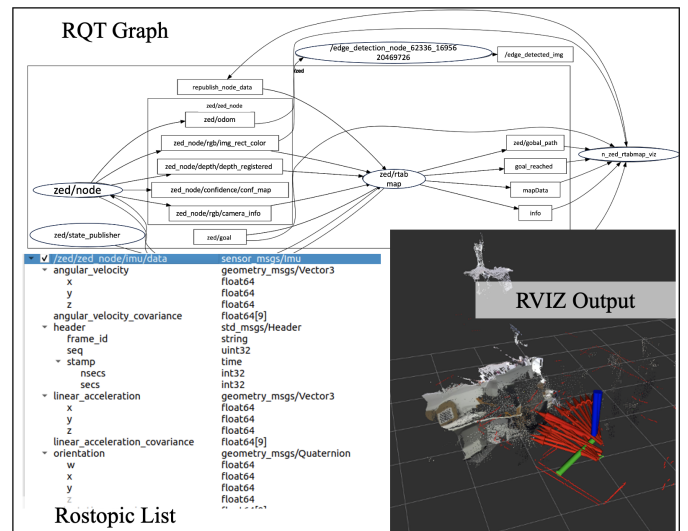 RQT Graph
/edge_detection_node_62336_16956
20469726
/edge_detected_img
/zed
republish_node_data
zed/zed_node
zed/odom
zed_node/rgb/img_rect_color
zed_node/depth/depth_registered
zed_node/confidence/conf_map
zed_node/rgb/camera_info
zed/goal
zed/node
zed/state_publisher
zed/rtab
map
zed/gobal_path
goal_reached
mapData
info
n_zed_rtabmap_viz
/zed/zed_node/imu/data sensor_msgs/Imu
angular_velocity geometry_msgs/Vector3
x float64
y float64
z float64
angular_velocity_covariance float64[9]
header std_msgs/Header
frame_id string
seq uint32
stamp time
nsecs int32
secs int32
linear_acceleration geometry_msgs/Vector3
x float64
y float64
z float64
linear_acceleration_covariance float64[9]
orientation geometry_msgs/Quaternion
w float64
x float64
y float64
z float64
Rostopic List
RVIZ Output